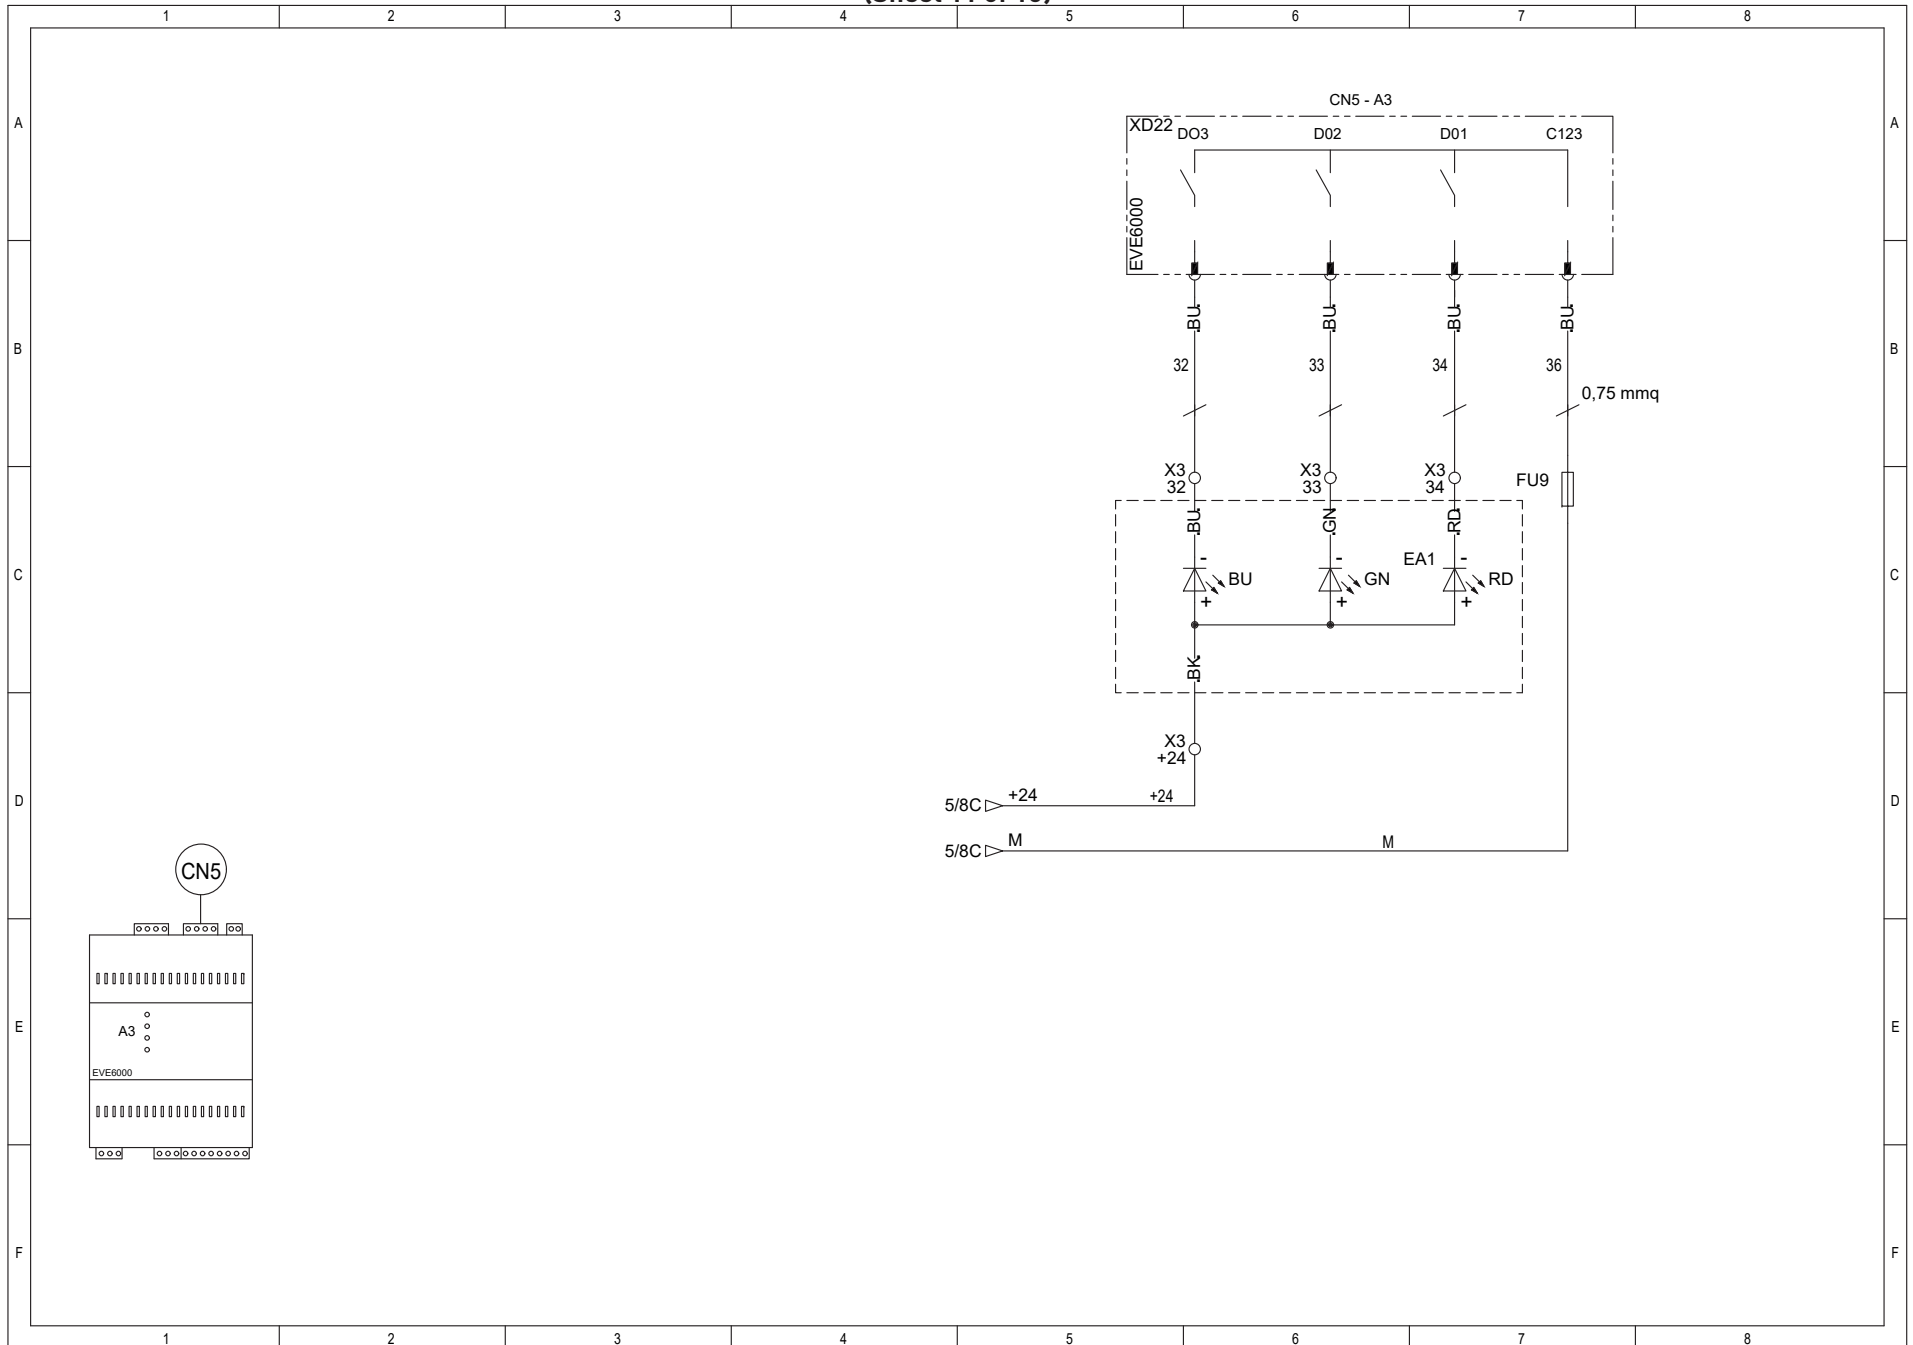 1 2 3 4 5 6 7 8
CN5 - A3
A A
XD22 DO3 D02 D01 C123
EVE6000
.BU. .BU. .BU. .BU.
B B
32 33 34 36
0,75 mmq
X3 X3 X3
32 33 34
FU9
.BU. .GN. .RD.
EA1
- - -
C BU GN RD C
+ + +
.BK.
X3
+24
D D
5/8C +24 +24
5/8C M M
CN5
E E
A3
EVE6000
F F
1 2 3 4 5 6 7 8